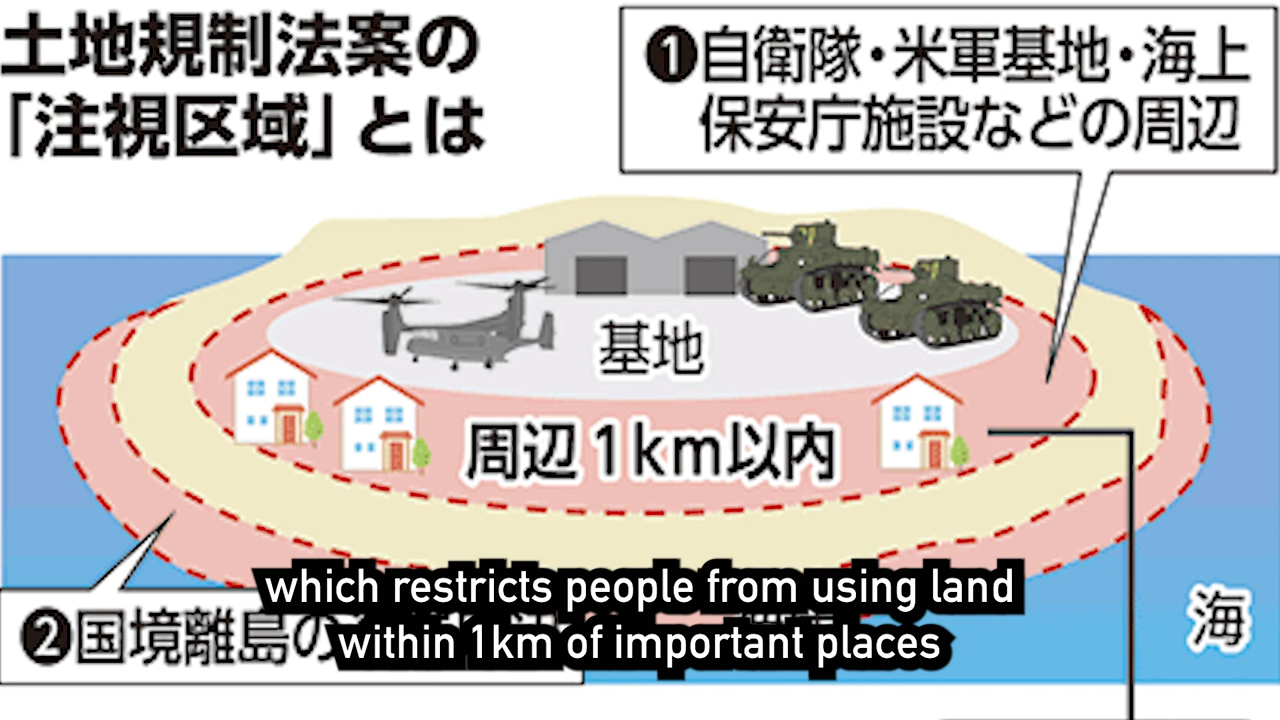 土地規制法案の
「注視区域」とは
❶自衛隊・米軍基地・海上
保安庁施設などの周辺
基地
周辺1km以内
❷国境離島の
海
which restricts people from using land
within 1km of important places